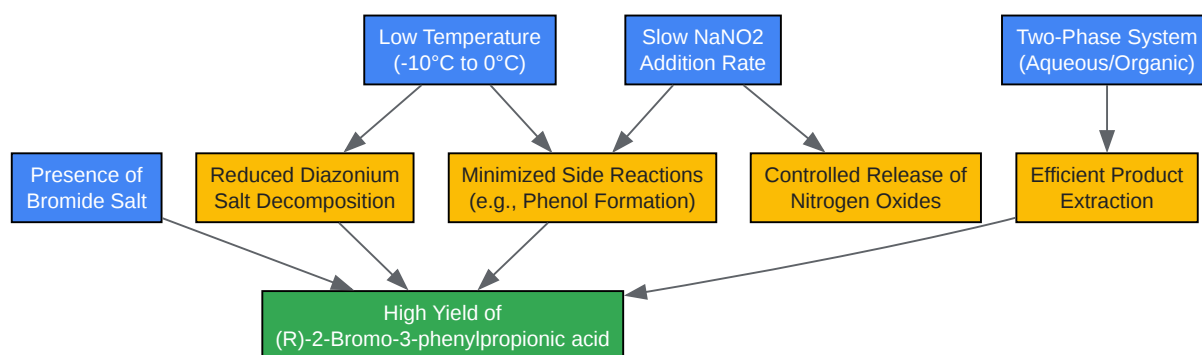 Low Temperature
(-10°C to 0°C)
Slow NaNO2
Addition Rate
Two-Phase System
(Aqueous/Organic)
Presence of
Bromide Salt
Reduced Diazonium
Salt Decomposition
Minimized Side Reactions
(e.g., Phenol Formation)
Controlled Release of
Nitrogen Oxides
Efficient Product
Extraction
High Yield of
(R)-2-Bromo-3-phenylpropionic acid